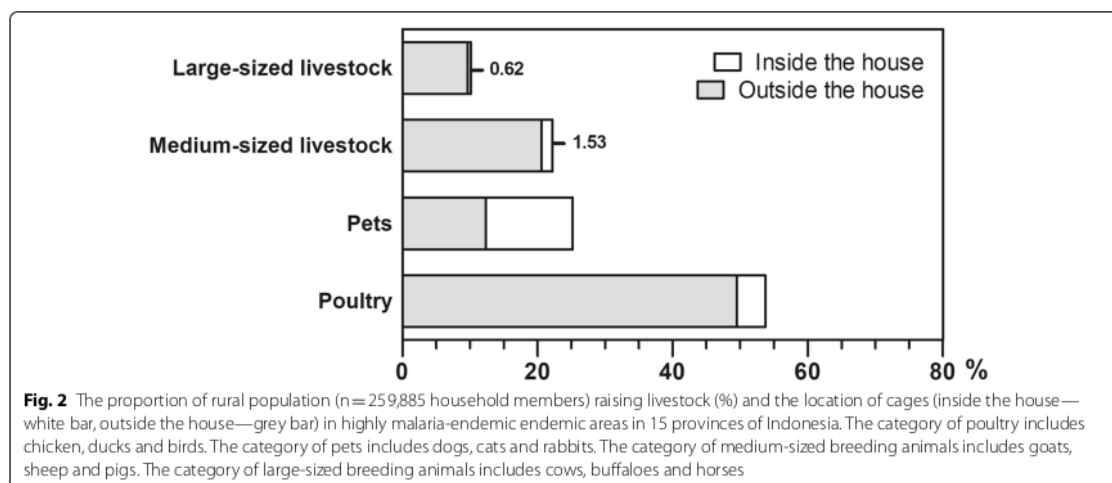 Large-sized livestock
0.62
Inside the house
Outside the house
Medium-sized livestock
1.53
Pets
Poultry
0 20 40 60 80 %
Fig. 2 The proportion of rural population (n=259,885 household members) raising livestock (%) and the location of cages (inside the house—
white bar, outside the house—grey bar) in highly malaria-endemic endemic areas in 15 provinces of Indonesia. The category of poultry includes
chicken, ducks and birds. The category of pets includes dogs, cats and rabbits. The category of medium-sized breeding animals includes goats,
sheep and pigs. The category of large-sized breeding animals includes cows, buffaloes and horses